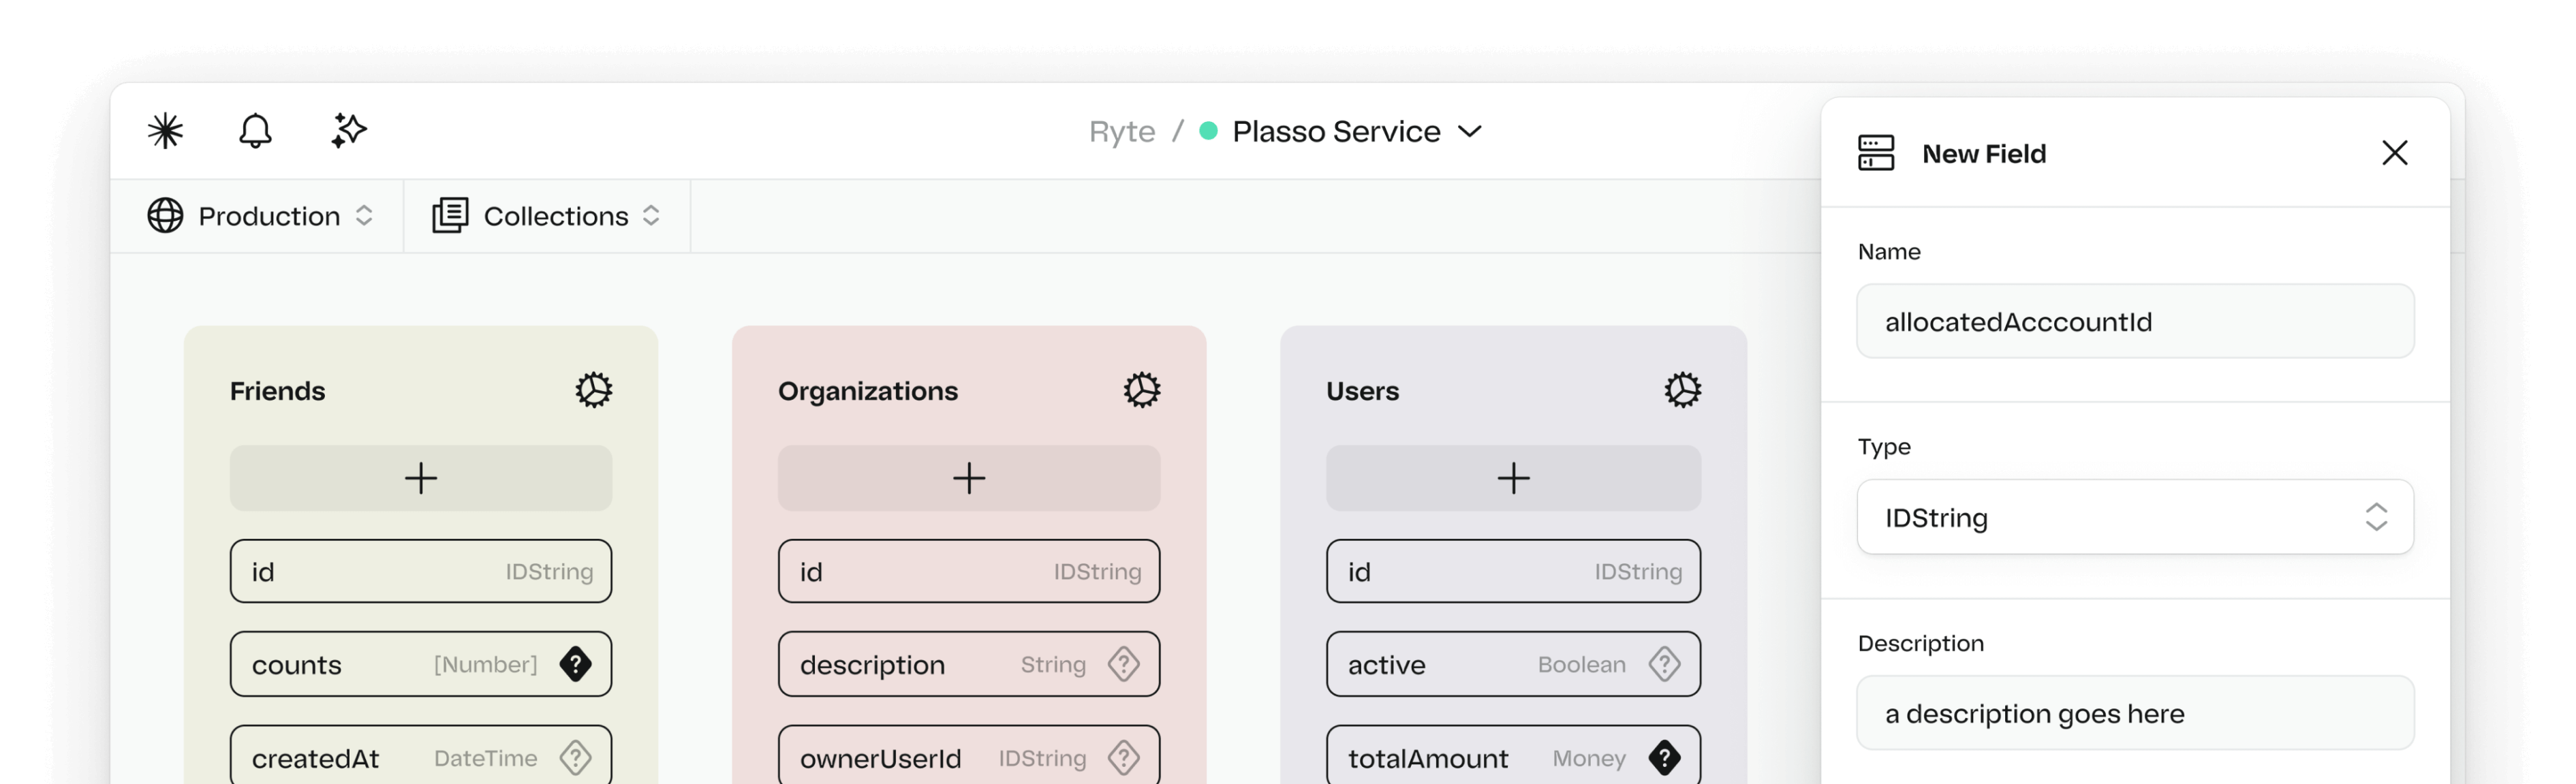 Ryte / Plasso Service
Production
Collections
Friends
id IDString
counts [Number] ?
createdAt DateTime ?
Organizations
id IDString
description String ?
ownerUserId IDString ?
Users
id IDString
active Boolean ?
totalAmount Money ?
New Field
Name
allocatedAcccountId
Type
IDString
Description
a description goes here